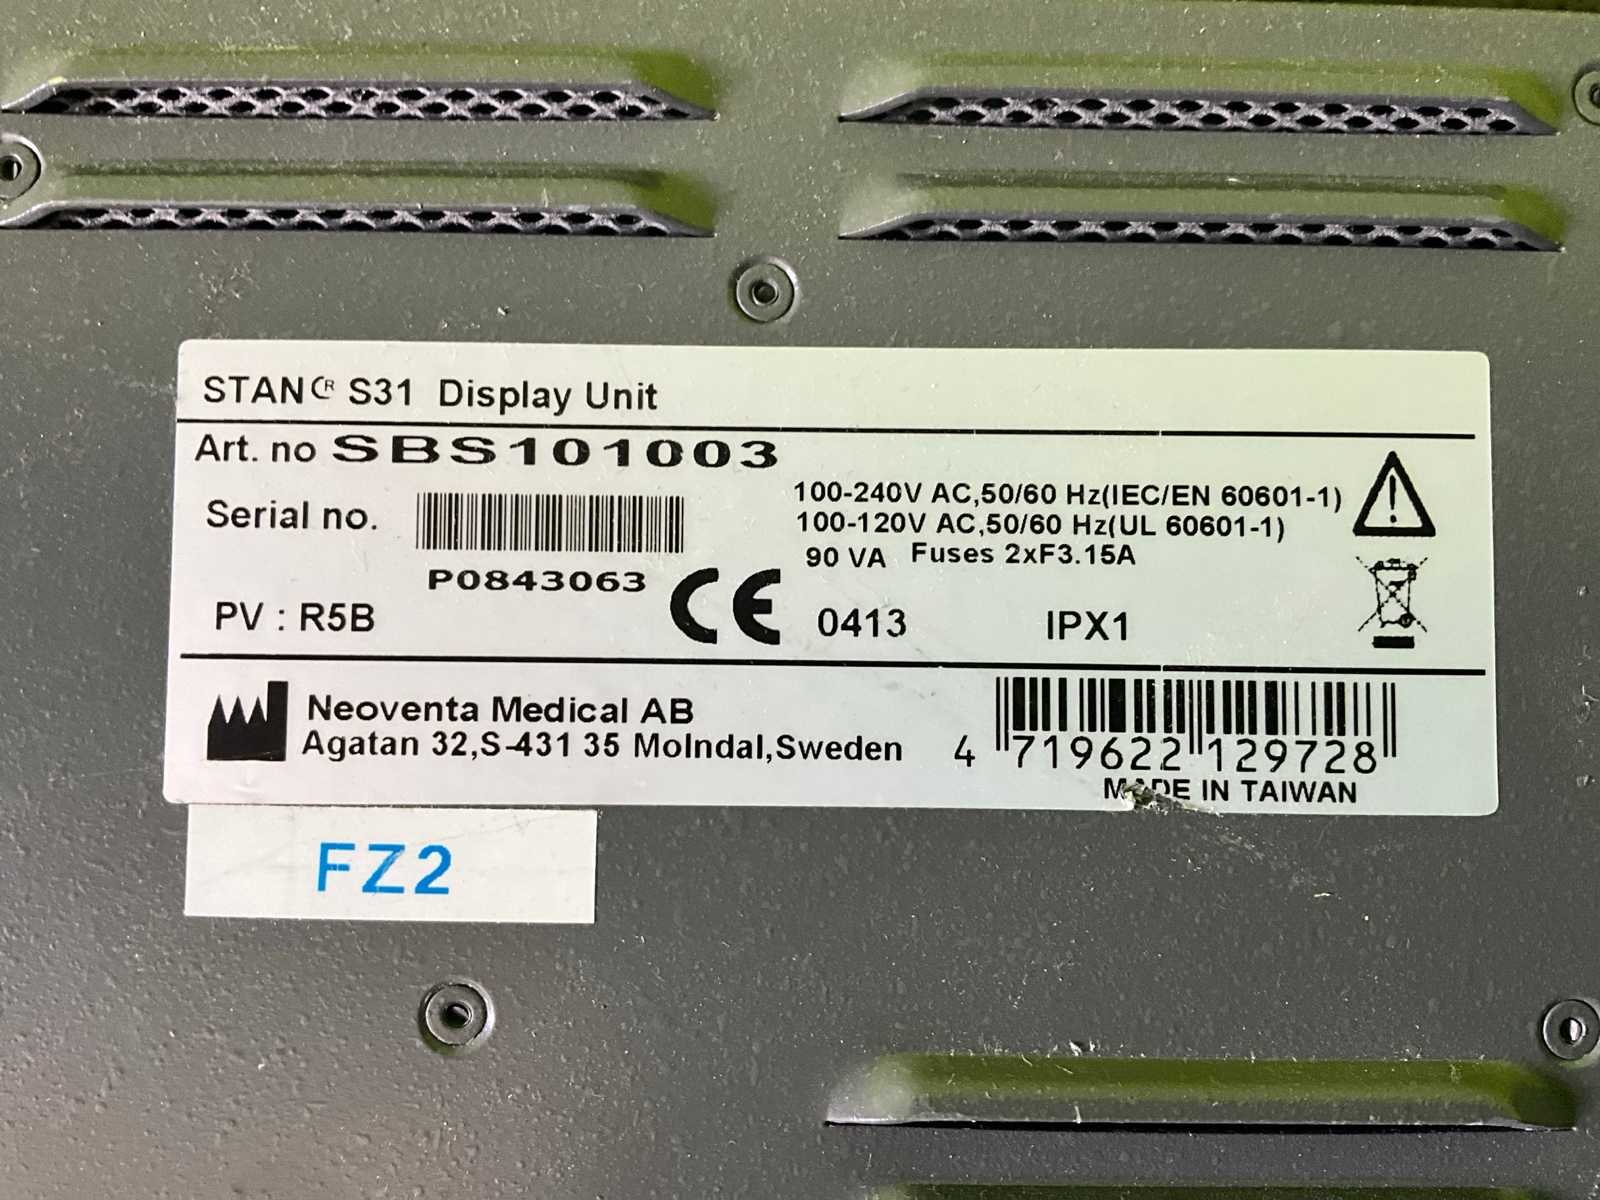 STAN® S31 Display Unit
Art. no SBS101003
Serial no.
P0843063
PV : R5B
100-240V AC,50/60 Hz(IEC/EN 60601-1)
100-120V AC,50/60 Hz(UL 60601-1)
90 VA Fuses 2xF3.15A
CE 0413 IPX1
Neoventa Medical AB
Agatan 32,S-431 35 Molndal,Sweden
4 719622 129728
MADE IN TAIWAN
FZ2